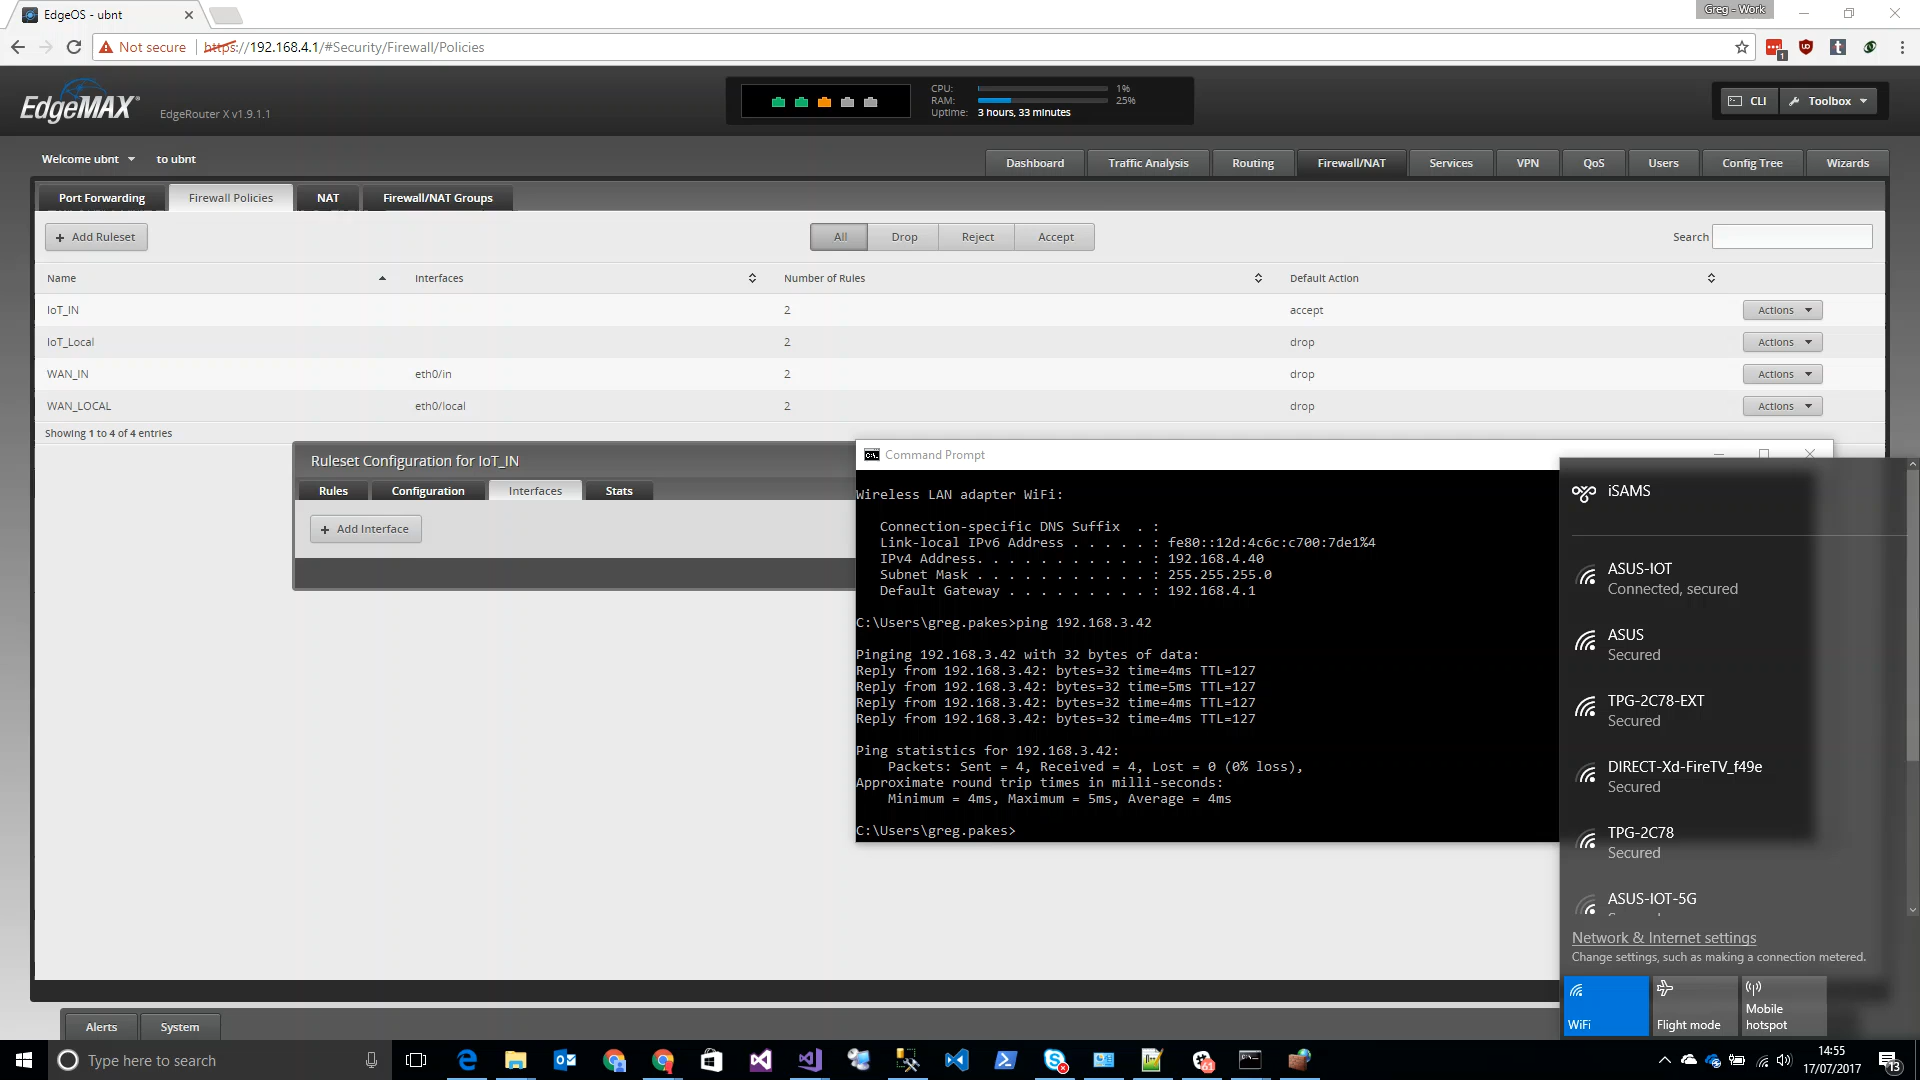 EdgeOS - ubnt
Greg - Work
Not secure https://192.168.4.1/#Security/Firewall/Policies
1
EdgeMAX EdgeRouter X v1.9.1.1
CPU: 1%
RAM: 25%
Uptime: 3 hours, 33 minutes
CLI Toolbox
Welcome ubnt to ubnt
Dashboard Traffic Analysis Routing Firewall/NAT Services VPN QoS Users Config Tree Wizards
Port Forwarding Firewall Policies NAT Firewall/NAT Groups
+ Add Ruleset All Drop Reject Accept Search
Name Interfaces Number of Rules Default Action
IoT_IN 2 accept Actions
IoT_Local 2 drop Actions
WAN_IN eth0/in 2 drop Actions
WAN_LOCAL eth0/local 2 drop Actions
Showing 1 to 4 of 4 entries
Ruleset Configuration for IoT_IN
Rules Configuration Interfaces Stats
+ Add Interface
Command Prompt
Wireless LAN adapter WiFi:
Connection-specific DNS Suffix . :
Link-local IPv6 Address . . . . . : fe80::12d:4c6c:c700:7de1%4
IPv4 Address. . . . . . . . . . . : 192.168.4.40
Subnet Mask . . . . . . . . . . . : 255.255.255.0
Default Gateway . . . . . . . . . : 192.168.4.1
C:\Users\greg.pakes>ping 192.168.3.42
Pinging 192.168.3.42 with 32 bytes of data:
Reply from 192.168.3.42: bytes=32 time=4ms TTL=127
Reply from 192.168.3.42: bytes=32 time=5ms TTL=127
Reply from 192.168.3.42: bytes=32 time=4ms TTL=127
Reply from 192.168.3.42: bytes=32 time=4ms TTL=127
Ping statistics for 192.168.3.42:
Packets: Sent = 4, Received = 4, Lost = 0 (0% loss),
Approximate round trip times in milli-seconds:
Minimum = 4ms, Maximum = 5ms, Average = 4ms
C:\Users\greg.pakes>
iSAMS
ASUS-IOT
Connected, secured
ASUS
Secured
TPG-2C78-EXT
Secured
DIRECT-Xd-FireTV_f49e
Secured
TPG-2C78
Secured
ASUS-IOT-5G
Network & Internet settings
Change settings, such as making a connection metered.
WiFi
Flight mode
Mobile hotspot
Alerts System
Type here to search
61
14:55
17/07/2017
13